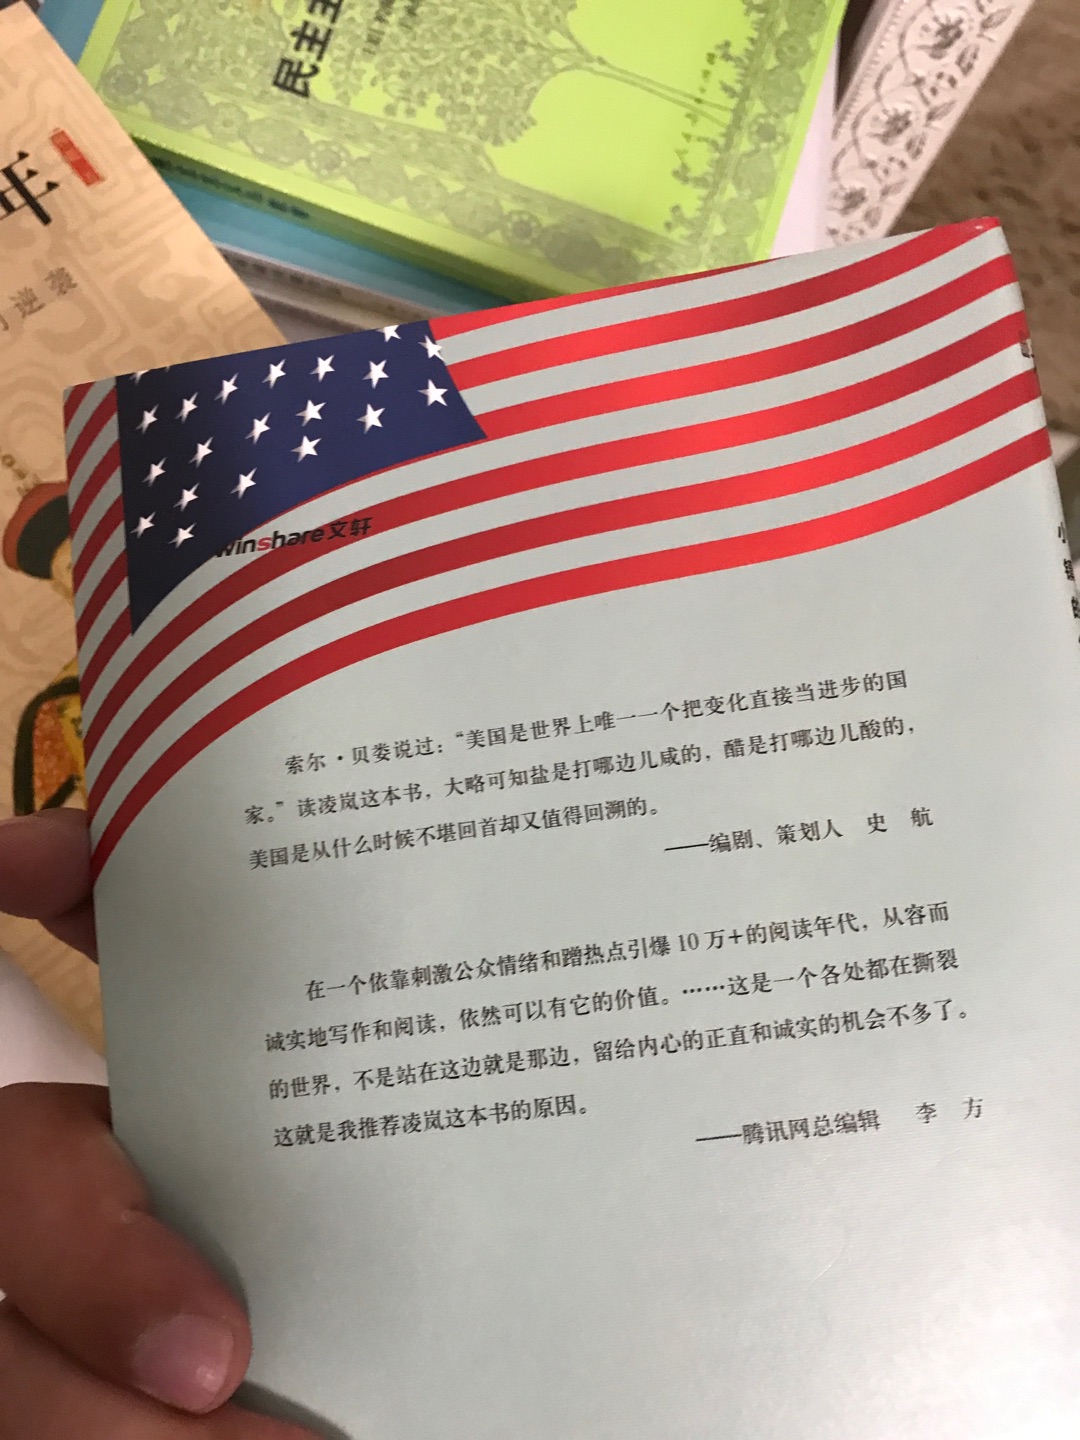 民主主
年
逆袭
winshare文轩
索尔·贝娄说过：“美国是世界上唯一一个把变化直接当进步的国
家。”读凌岚这本书，大略可知盐是打哪边儿咸的，醋是打哪边儿酸的，
美国是从什么时候不堪回首却又值得回溯的。
——编剧、策划人 史 航
在一个依靠刺激公众情绪和蹭热点引爆10万+的阅读年代，从容而
诚实地写作和阅读，依然可以有它的价值。……这是一个各处都在撕裂
的世界，不是站在这边就是那边，留给内心的正直和诚实的机会不多了。
这就是我推荐凌岚这本书的原因。
——腾讯网总编辑 李 方
小镇的